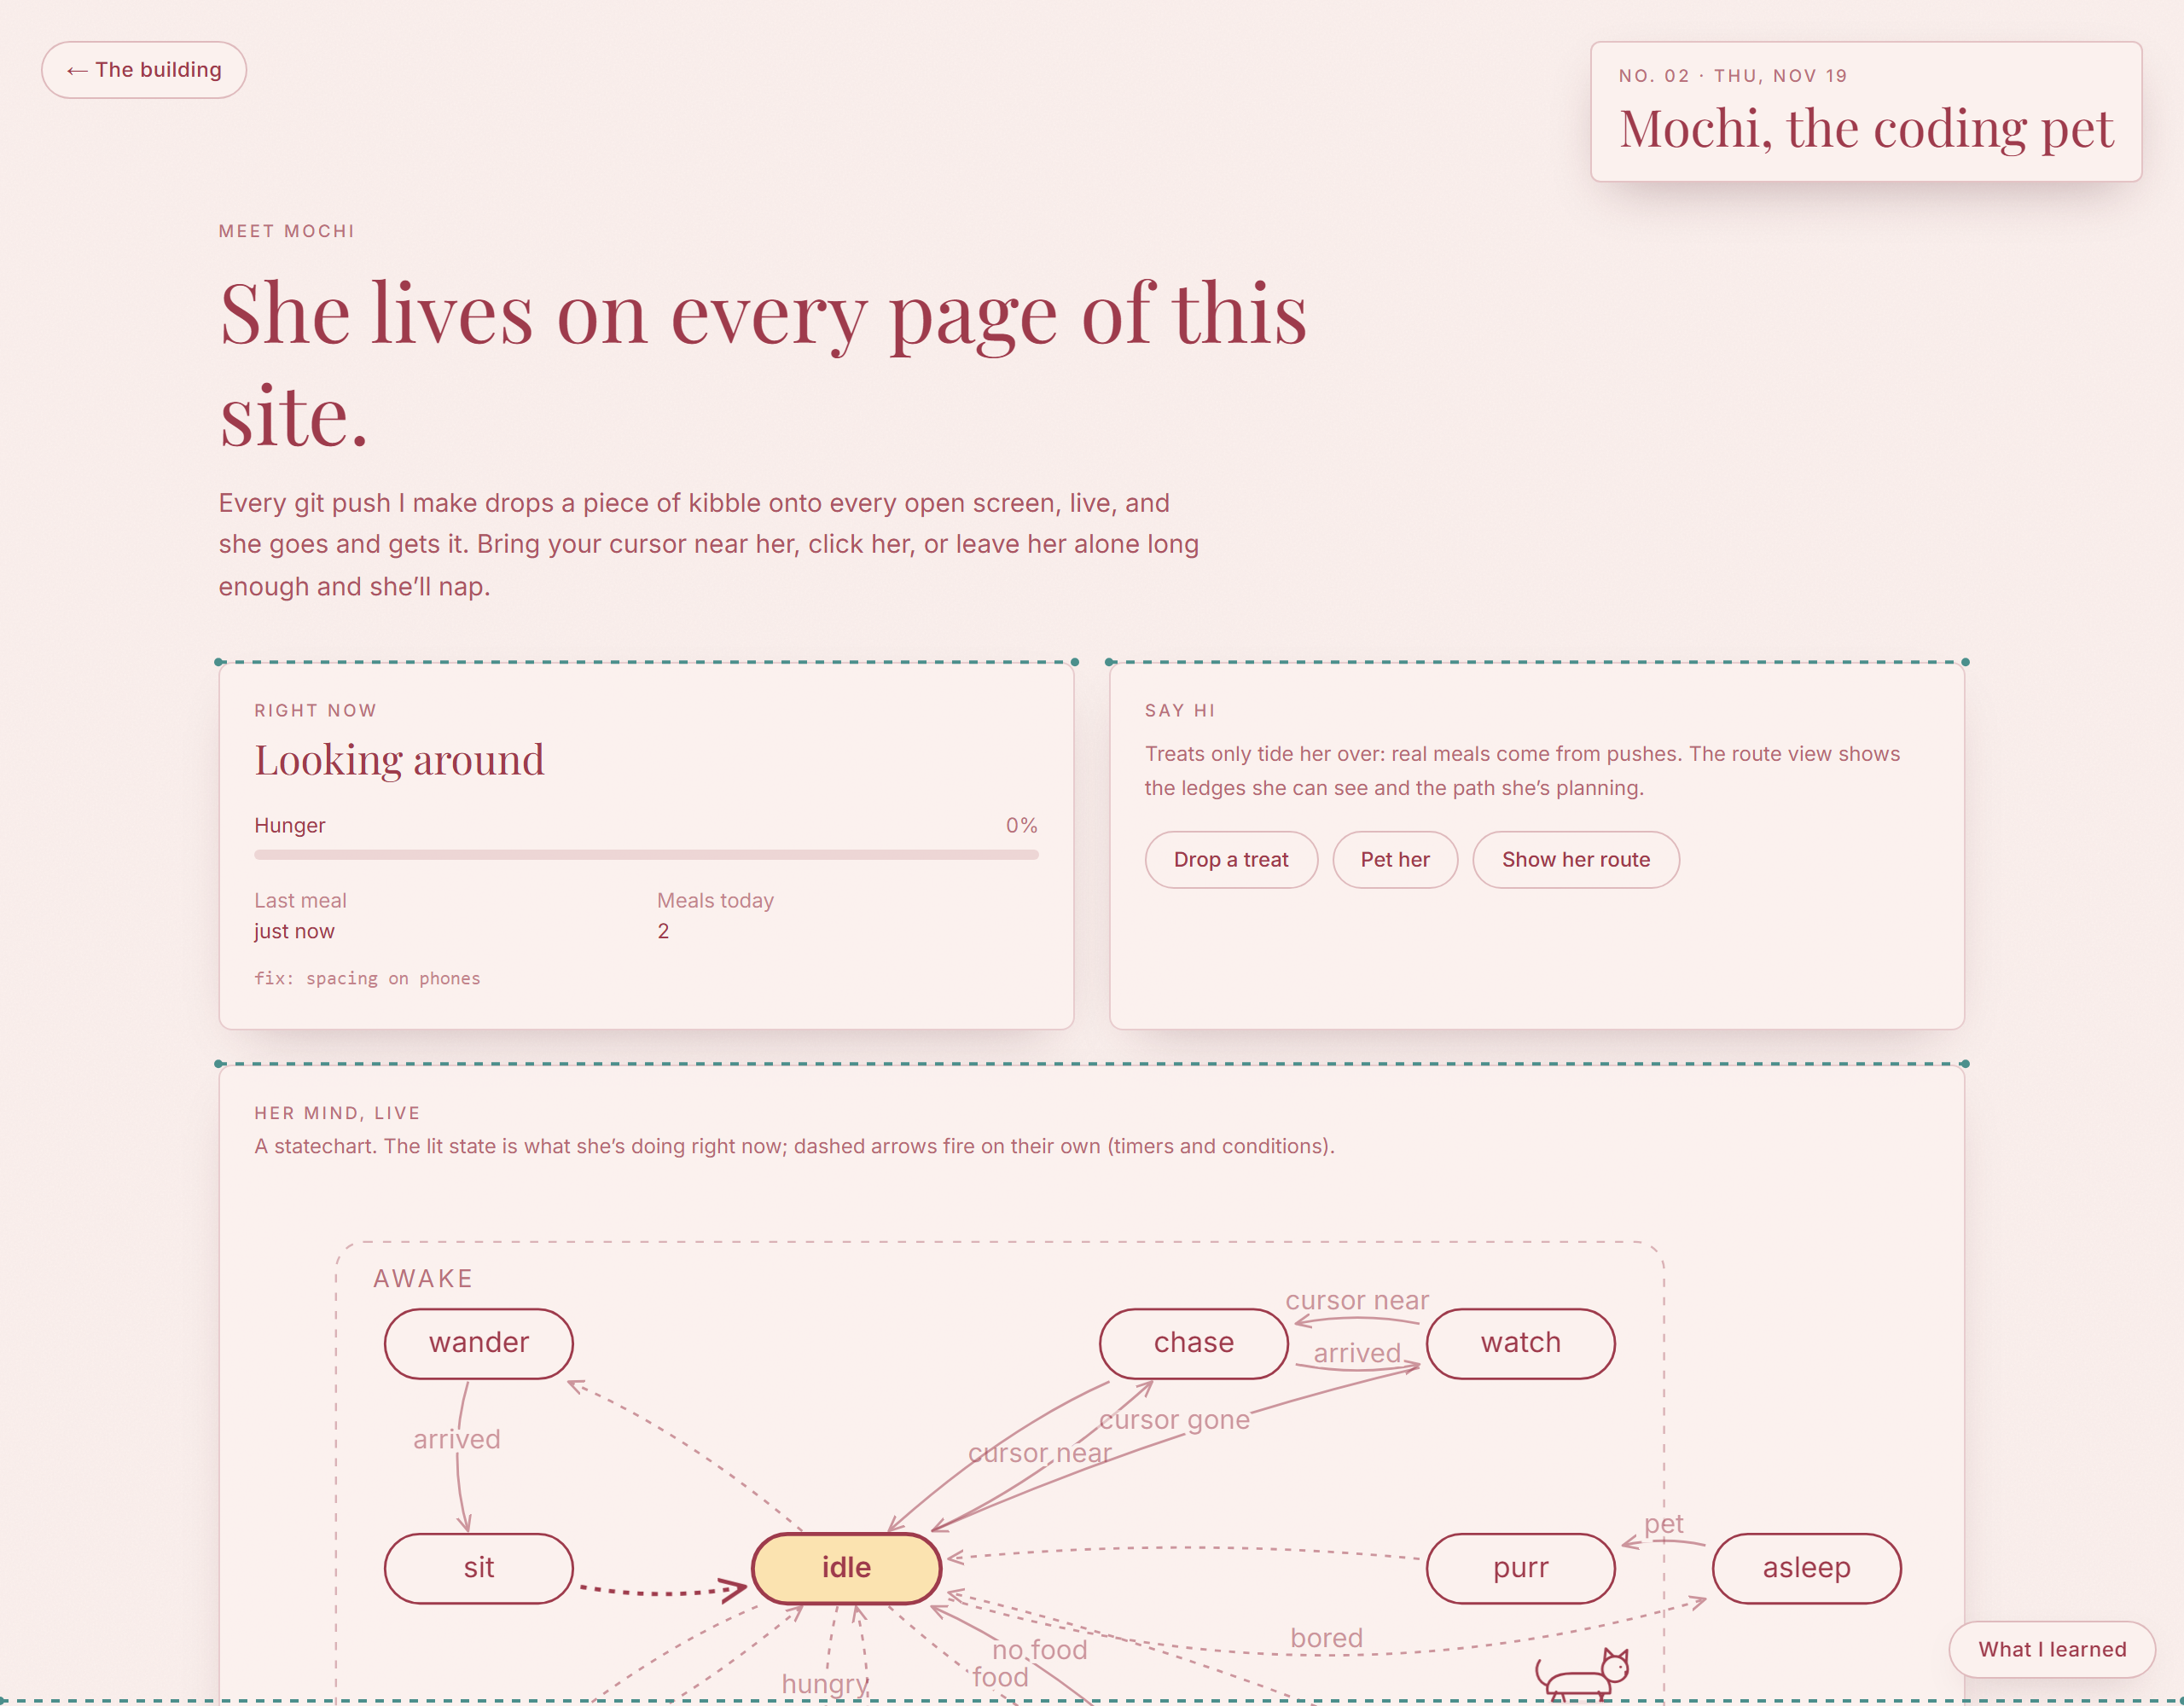 ← The building
NO. 02 · THU, NOV 19
Mochi, the coding pet
MEET MOCHI
She lives on every page of this
site.
Every git push I make drops a piece of kibble onto every open screen, live, and
she goes and gets it. Bring your cursor near her, click her, or leave her alone long
enough and she’ll nap.
RIGHT NOW
Looking around
Hunger 0%
Last meal Meals today
just now 2
fix: spacing on phones
SAY HI
Treats only tide her over: real meals come from pushes. The route view shows
the ledges she can see and the path she’s planning.
Drop a treat Pet her Show her route
HER MIND, LIVE
A statechart. The lit state is what she’s doing right now; dashed arrows fire on their own (timers and conditions).
AWAKE
cursor near
wander chase watch
arrived
cursor gone
arrived
cursor near
pet
sit idle purr asleep
bored
no food
food
hungry
What I learned